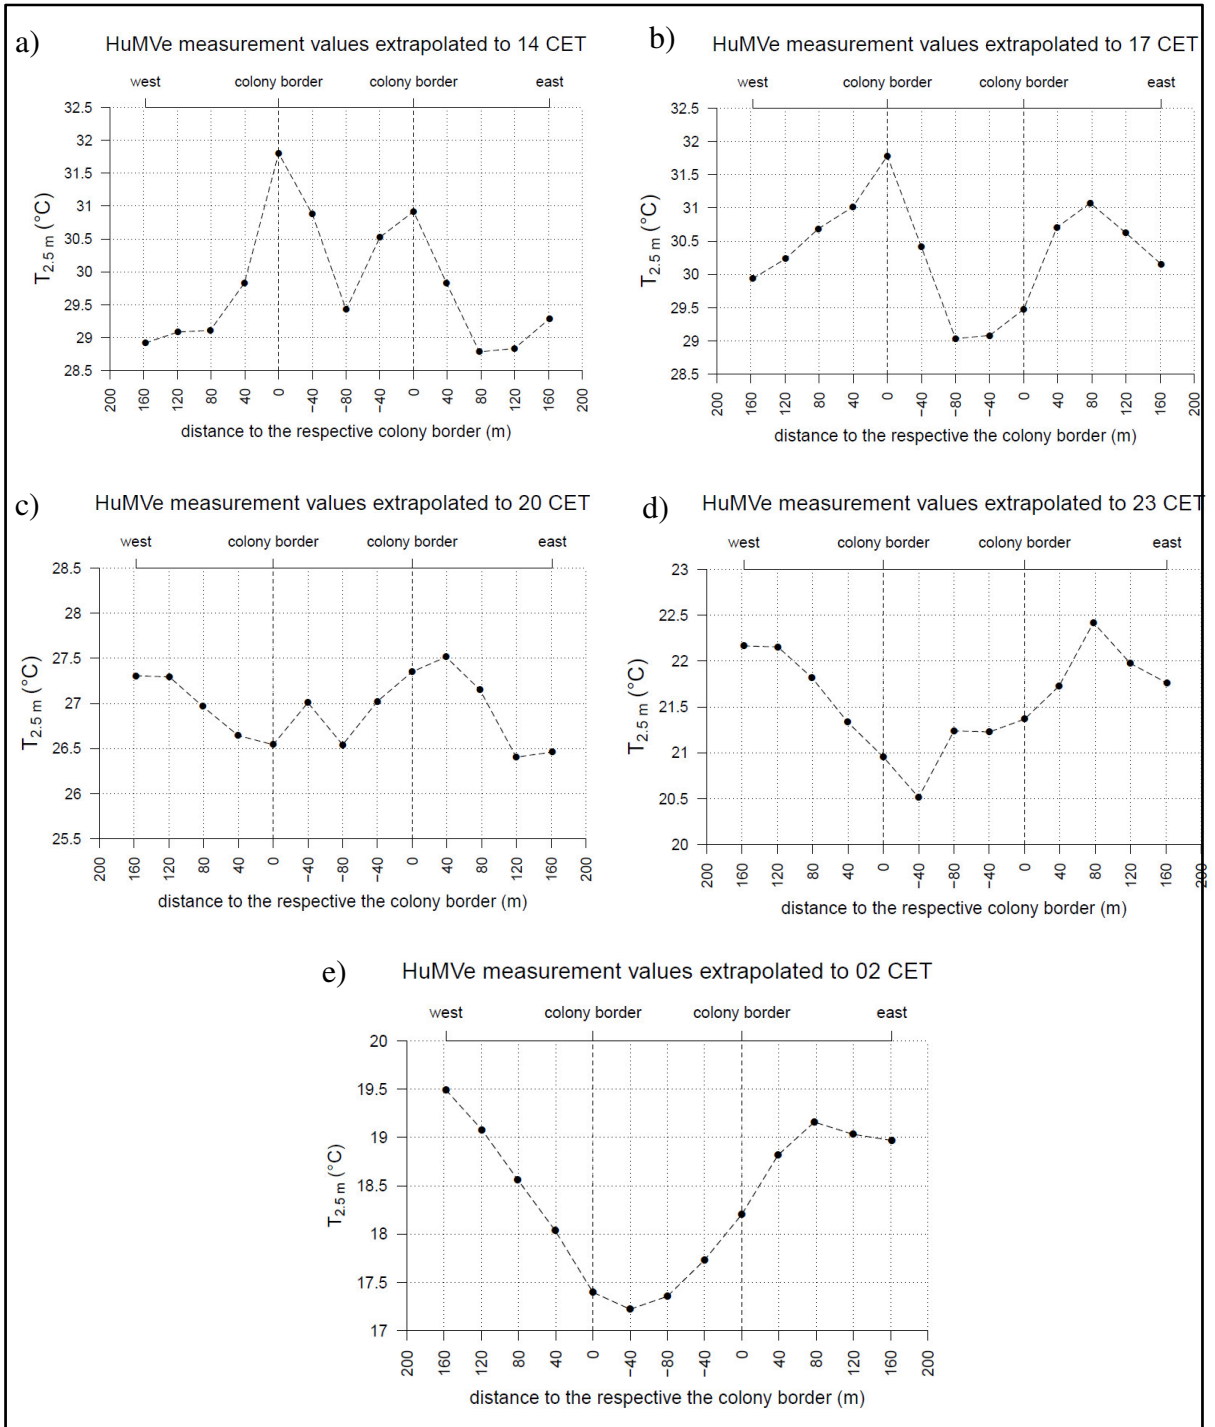 a) HuMVe measurement values extrapolated to 14 CET
west colony border colony border east
32.5
32
31.5
31
30.5
30
29.5
29
28.5
T2.5 m (°C)
200 160 120 80 40 0 −40 −80 −40 0 40 80 120 160 200
distance to the respective colony border (m)
b) HuMVe measurement values extrapolated to 17 CET
west colony border colony border east
32.5
32
31.5
31
30.5
30
29.5
29
28.5
T2.5 m (°C)
200 160 120 80 40 0 −40 −80 −40 0 40 80 120 160 200
distance to the respective the colony border (m)
c) HuMVe measurement values extrapolated to 20 CET
west colony border colony border east
28.5
28
27.5
27
26.5
26
25.5
T2.5 m (°C)
200 160 120 80 40 0 −40 −80 −40 0 40 80 120 160 200
distance to the respective the colony border (m)
d) HuMVe measurement values extrapolated to 23 CET
west colony border colony border east
23
22.5
22
21.5
21
20.5
20
T2.5 m (°C)
200 160 120 80 40 0 −40 −80 −40 0 40 80 120 160 200
distance to the respective the colony border (m)
e) HuMVe measurement values extrapolated to 02 CET
west colony border colony border east
20
19.5
19
18.5
18
17.5
17
T2.5 m (°C)
200 160 120 80 40 0 −40 −80 −40 0 40 80 120 160 200
distance to the respective the colony border (m)